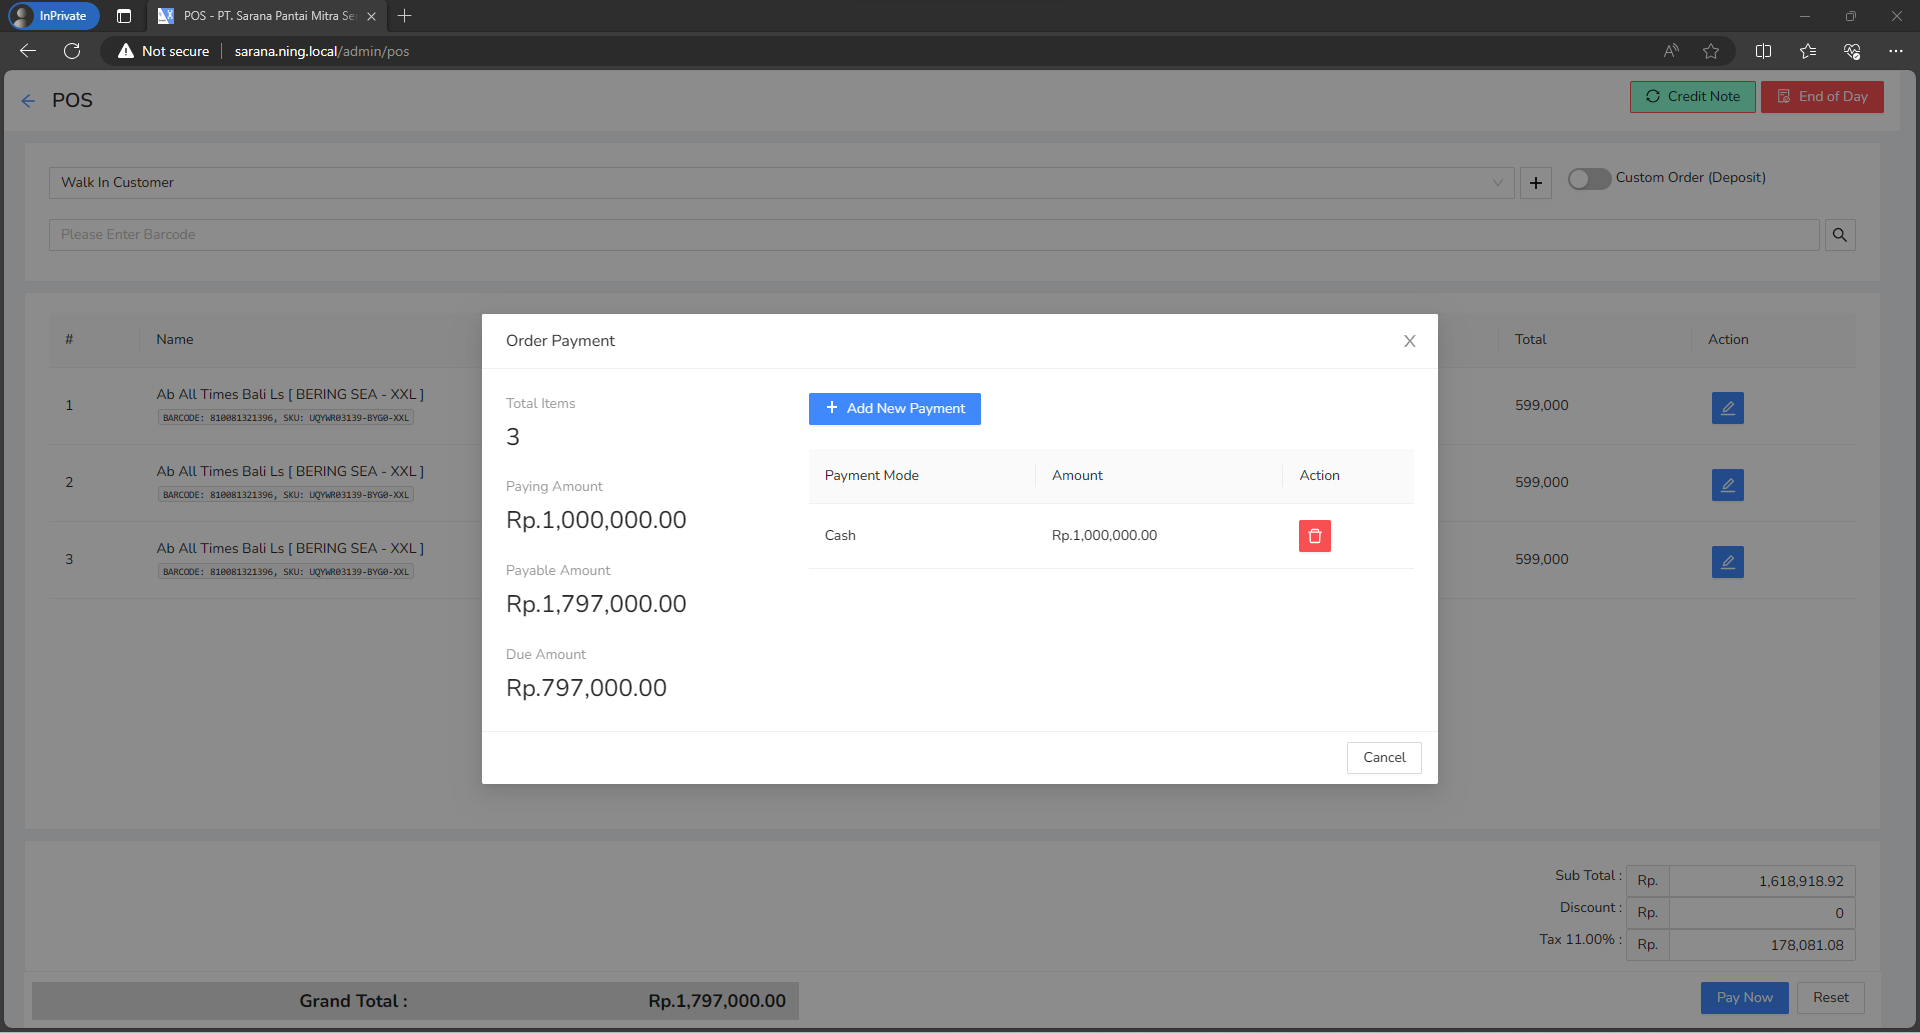 InPrivate
POS - PT. Sarana Pantai Mitra Se
Not secure
sarana.ning.local/admin/pos
POS
Credit Note
End of Day
Walk In Customer
Custom Order (Deposit)
Please Enter Barcode
# Name Total Action
1 Ab All Times Bali Ls [ BERING SEA - XXL ] 599,000
BARCODE: 810081321396, SKU: UQYWR03139-BYG0-XXL
2 Ab All Times Bali Ls [ BERING SEA - XXL ] 599,000
BARCODE: 810081321396, SKU: UQYWR03139-BYG0-XXL
3 Ab All Times Bali Ls [ BERING SEA - XXL ] 599,000
BARCODE: 810081321396, SKU: UQYWR03139-BYG0-XXL
Order Payment
Total Items
3
Paying Amount
Rp.1,000,000.00
Payable Amount
Rp.1,797,000.00
Due Amount
Rp.797,000.00
Add New Payment
Payment Mode Amount Action
Cash Rp.1,000,000.00
Cancel
Sub Total : Rp. 1,618,918.92
Discount : Rp. 0
Tax 11.00% : Rp. 178,081.08
Grand Total : Rp.1,797,000.00
Pay Now
Reset